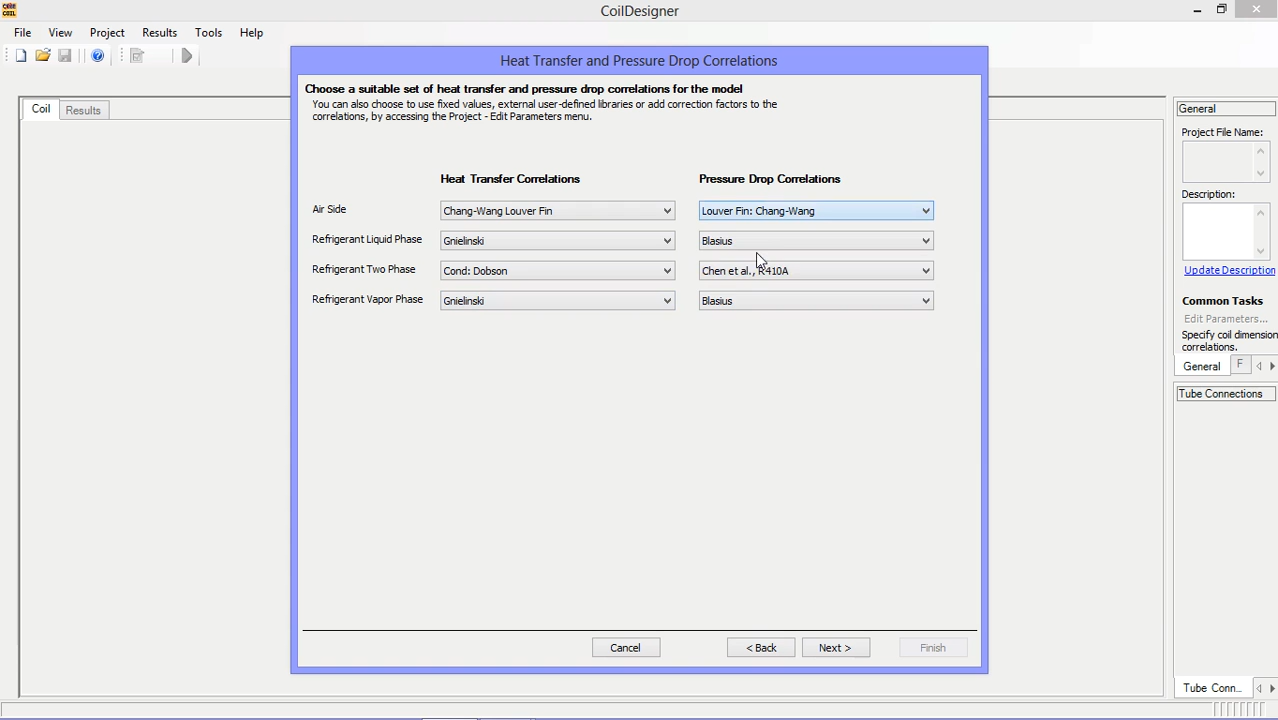 CoilDesigner
File View Project Results Tools Help
Heat Transfer and Pressure Drop Correlations
Choose a suitable set of heat transfer and pressure drop correlations for the model
You can also choose to use fixed values, external user-defined libraries or add correction factors to the
correlations, by accessing the Project - Edit Parameters menu.
Heat Transfer Correlations Pressure Drop Correlations
Air Side Chang-Wang Louver Fin Louver Fin: Chang-Wang
Refrigerant Liquid Phase Gnielinski Blasius
Refrigerant Two Phase Cond: Dobson Chen et al., R410A
Refrigerant Vapor Phase Gnielinski Blasius
Cancel < Back Next > Finish
Coil Results
General
Project File Name:
Description:
Update Description
Common Tasks
Edit Parameters...
Specify coil dimension
correlations.
General F
Tube Connections
Tube Conn...